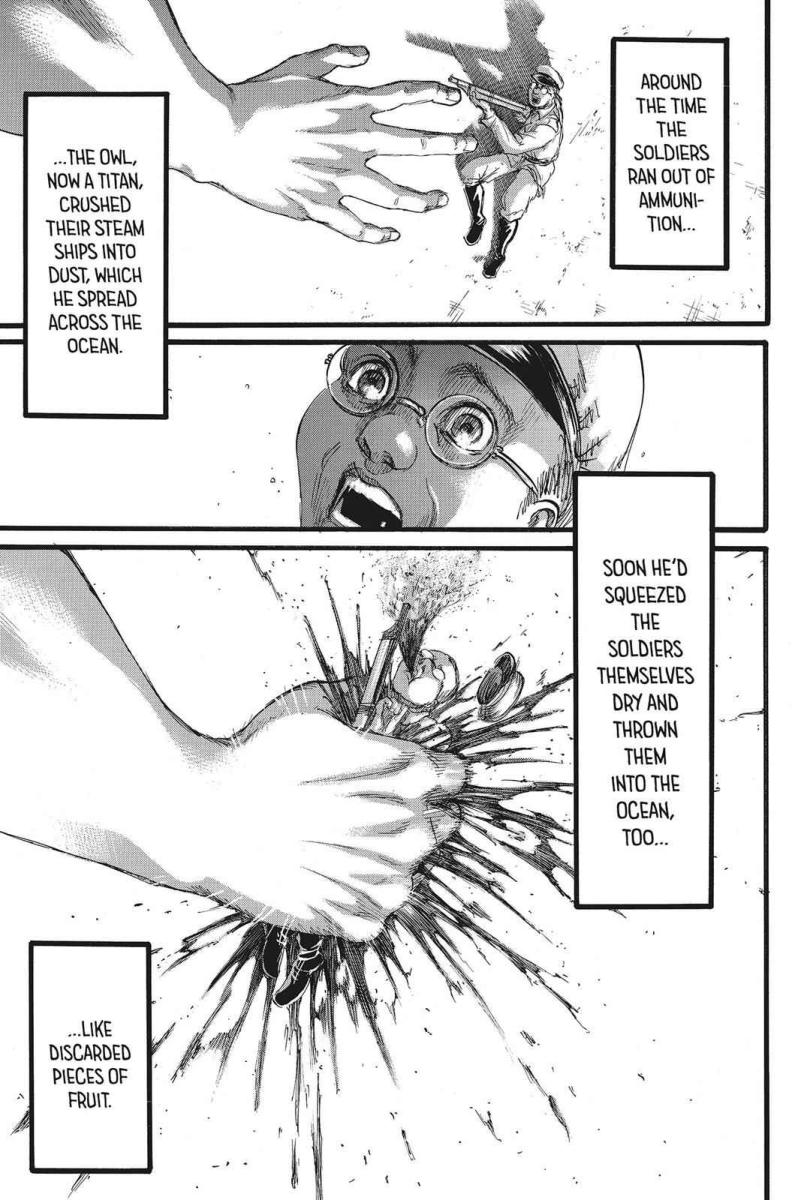 AROUND
THE TIME
THE
SOLDIERS
RAN OUT OF
AMMUNI-
TION...
...THE OWL,
NOW A TITAN,
CRUSHED
THEIR STEAM
SHIPS INTO
DUST, WHICH
HE SPREAD
ACROSS THE
OCEAN.
SOON HE'D
SQUEEZED
THE
SOLDIERS
THEMSELVES
DRY AND
THROWN
THEM
INTO THE
OCEAN,
TOO...
...LIKE
DISCARDED
PIECES OF
FRUIT.